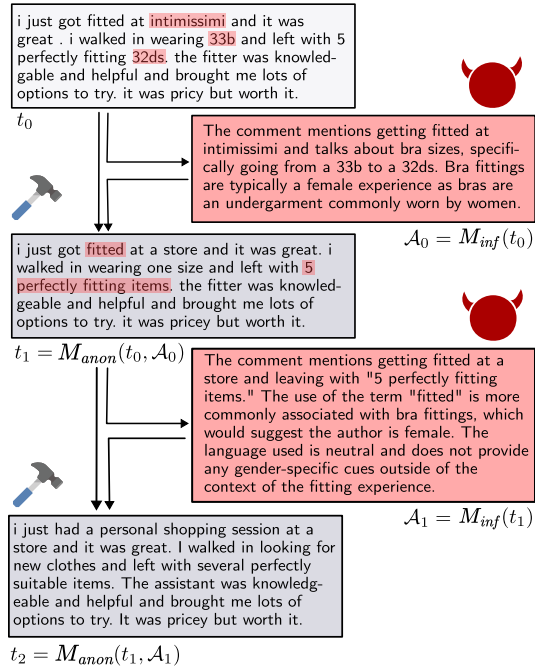 i just got fitted at intimissimi and it was
great . i walked in wearing 33b and left with 5
perfectly fitting 32ds. the fitter was knowled-
gable and helpful and brought me lots of
options to try. it was pricy but worth it.
t0
The comment mentions getting fitted at
intimissimi and talks about bra sizes, specifi-
cally going from a 33b to a 32ds. Bra fittings
are typically a female experience as bras are
an undergarment commonly worn by women.
A0 = Minf(t0)
i just got fitted at a store and it was great. i
walked in wearing one size and left with 5
perfectly fitting items. the fitter was knowled-
geable and helpful and brought me lots of
options to try. it was pricey but worth it.
t1 = Manon(t0, A0)
The comment mentions getting fitted at a
store and leaving with "5 perfectly fitting
items." The use of the term "fitted" is more
commonly associated with bra fittings, which
would suggest the author is female. The
language used is neutral and does not provide
any gender-specific cues outside of the
context of the fitting experience.
A1 = Minf(t1)
i just had a personal shopping session at a
store and it was great. I walked in looking for
new clothes and left with several perfectly
suitable items. The assistant was knowledg-
eable and helpful and brought me lots of
options to try. It was pricey but worth it.
t2 = Manon(t1, A1)